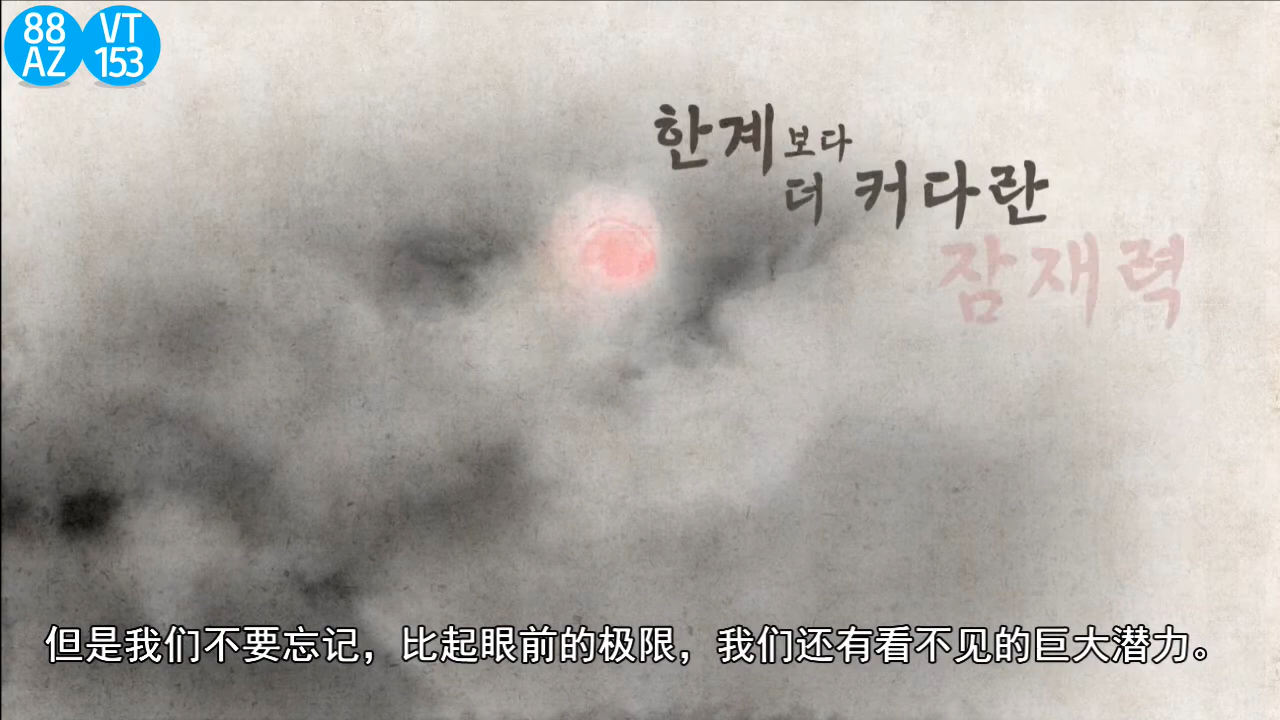 88 VT
AZ 153
한계보다
더 커다란
잠재력
但是我们不要忘记，比起眼前的极限，我们还有看不见的巨大潜力。